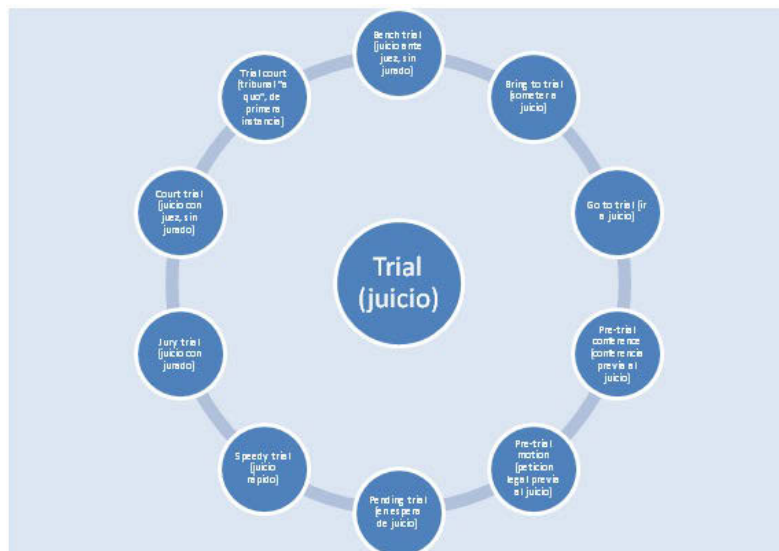 Bench trial
(juicio ante
juez, sin
jurado)
Bring to trial
(someter a
juicio)
Go to trial (ir
a juicio)
Pre-trial
conference
(conferencia
previa al
juicio)
Pre-trial
motion
(peticion
legal previa
al juicio)
Pending trial
(en espera
de juicio)
Speedy trial
(juicio
rápido)
Jury trial
(juicio con
jurado)
Court trial
(juicio con
juez, sin
jurado)
Trial court
(tribunal "a
quo", de
primera
instancia)
Trial
(juicio)